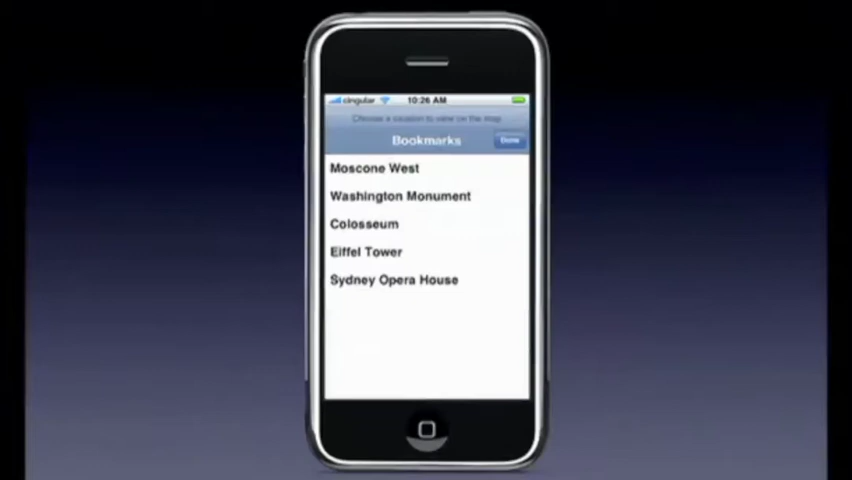 cingular 10:26 AM
Choose a location to view on the map
Bookmarks Done
Moscone West
Washington Monument
Colosseum
Eiffel Tower
Sydney Opera House